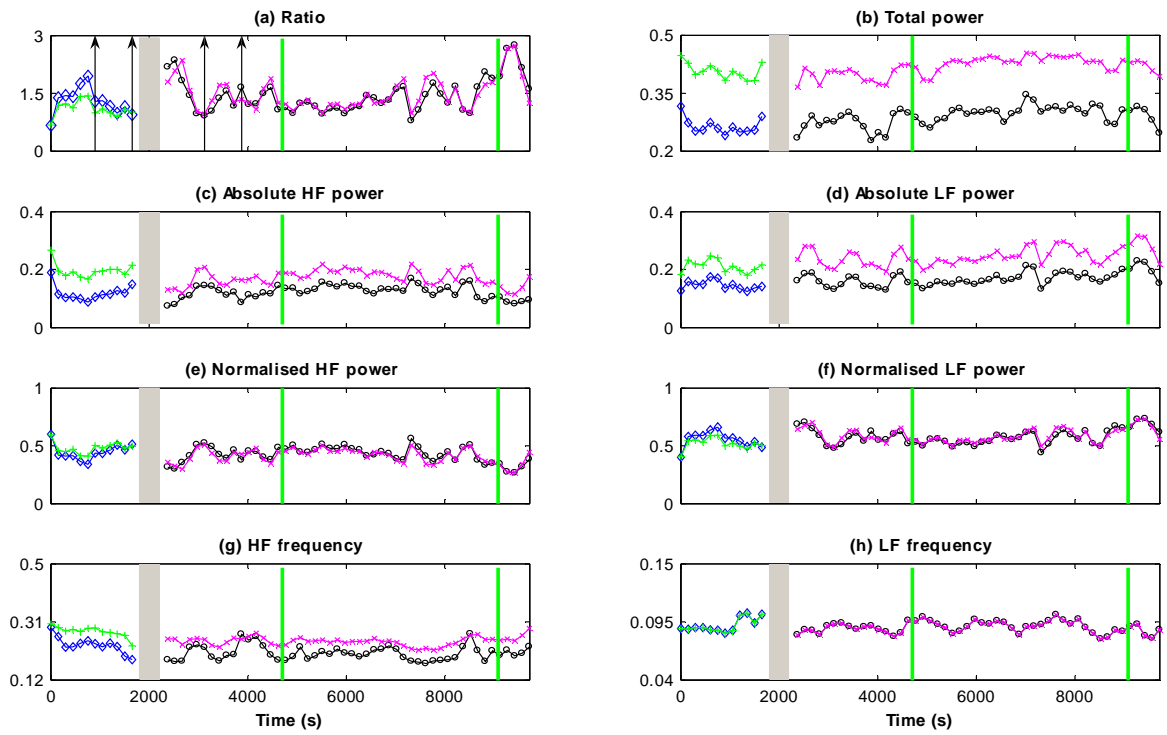 (a) Ratio
(b) Total power
3
1.5
0
0.5
0.35
0.2
(c) Absolute HF power
(d) Absolute LF power
0.4
0.2
0
0.4
0.2
0
(e) Normalised HF power
(f) Normalised LF power
1
0.5
0
1
0.5
0
(g) HF frequency
(h) LF frequency
0.5
0.31
0.12
0.15
0.095
0.04
0 2000 4000 6000 8000
0 2000 4000 6000 8000
Time (s)
Time (s)